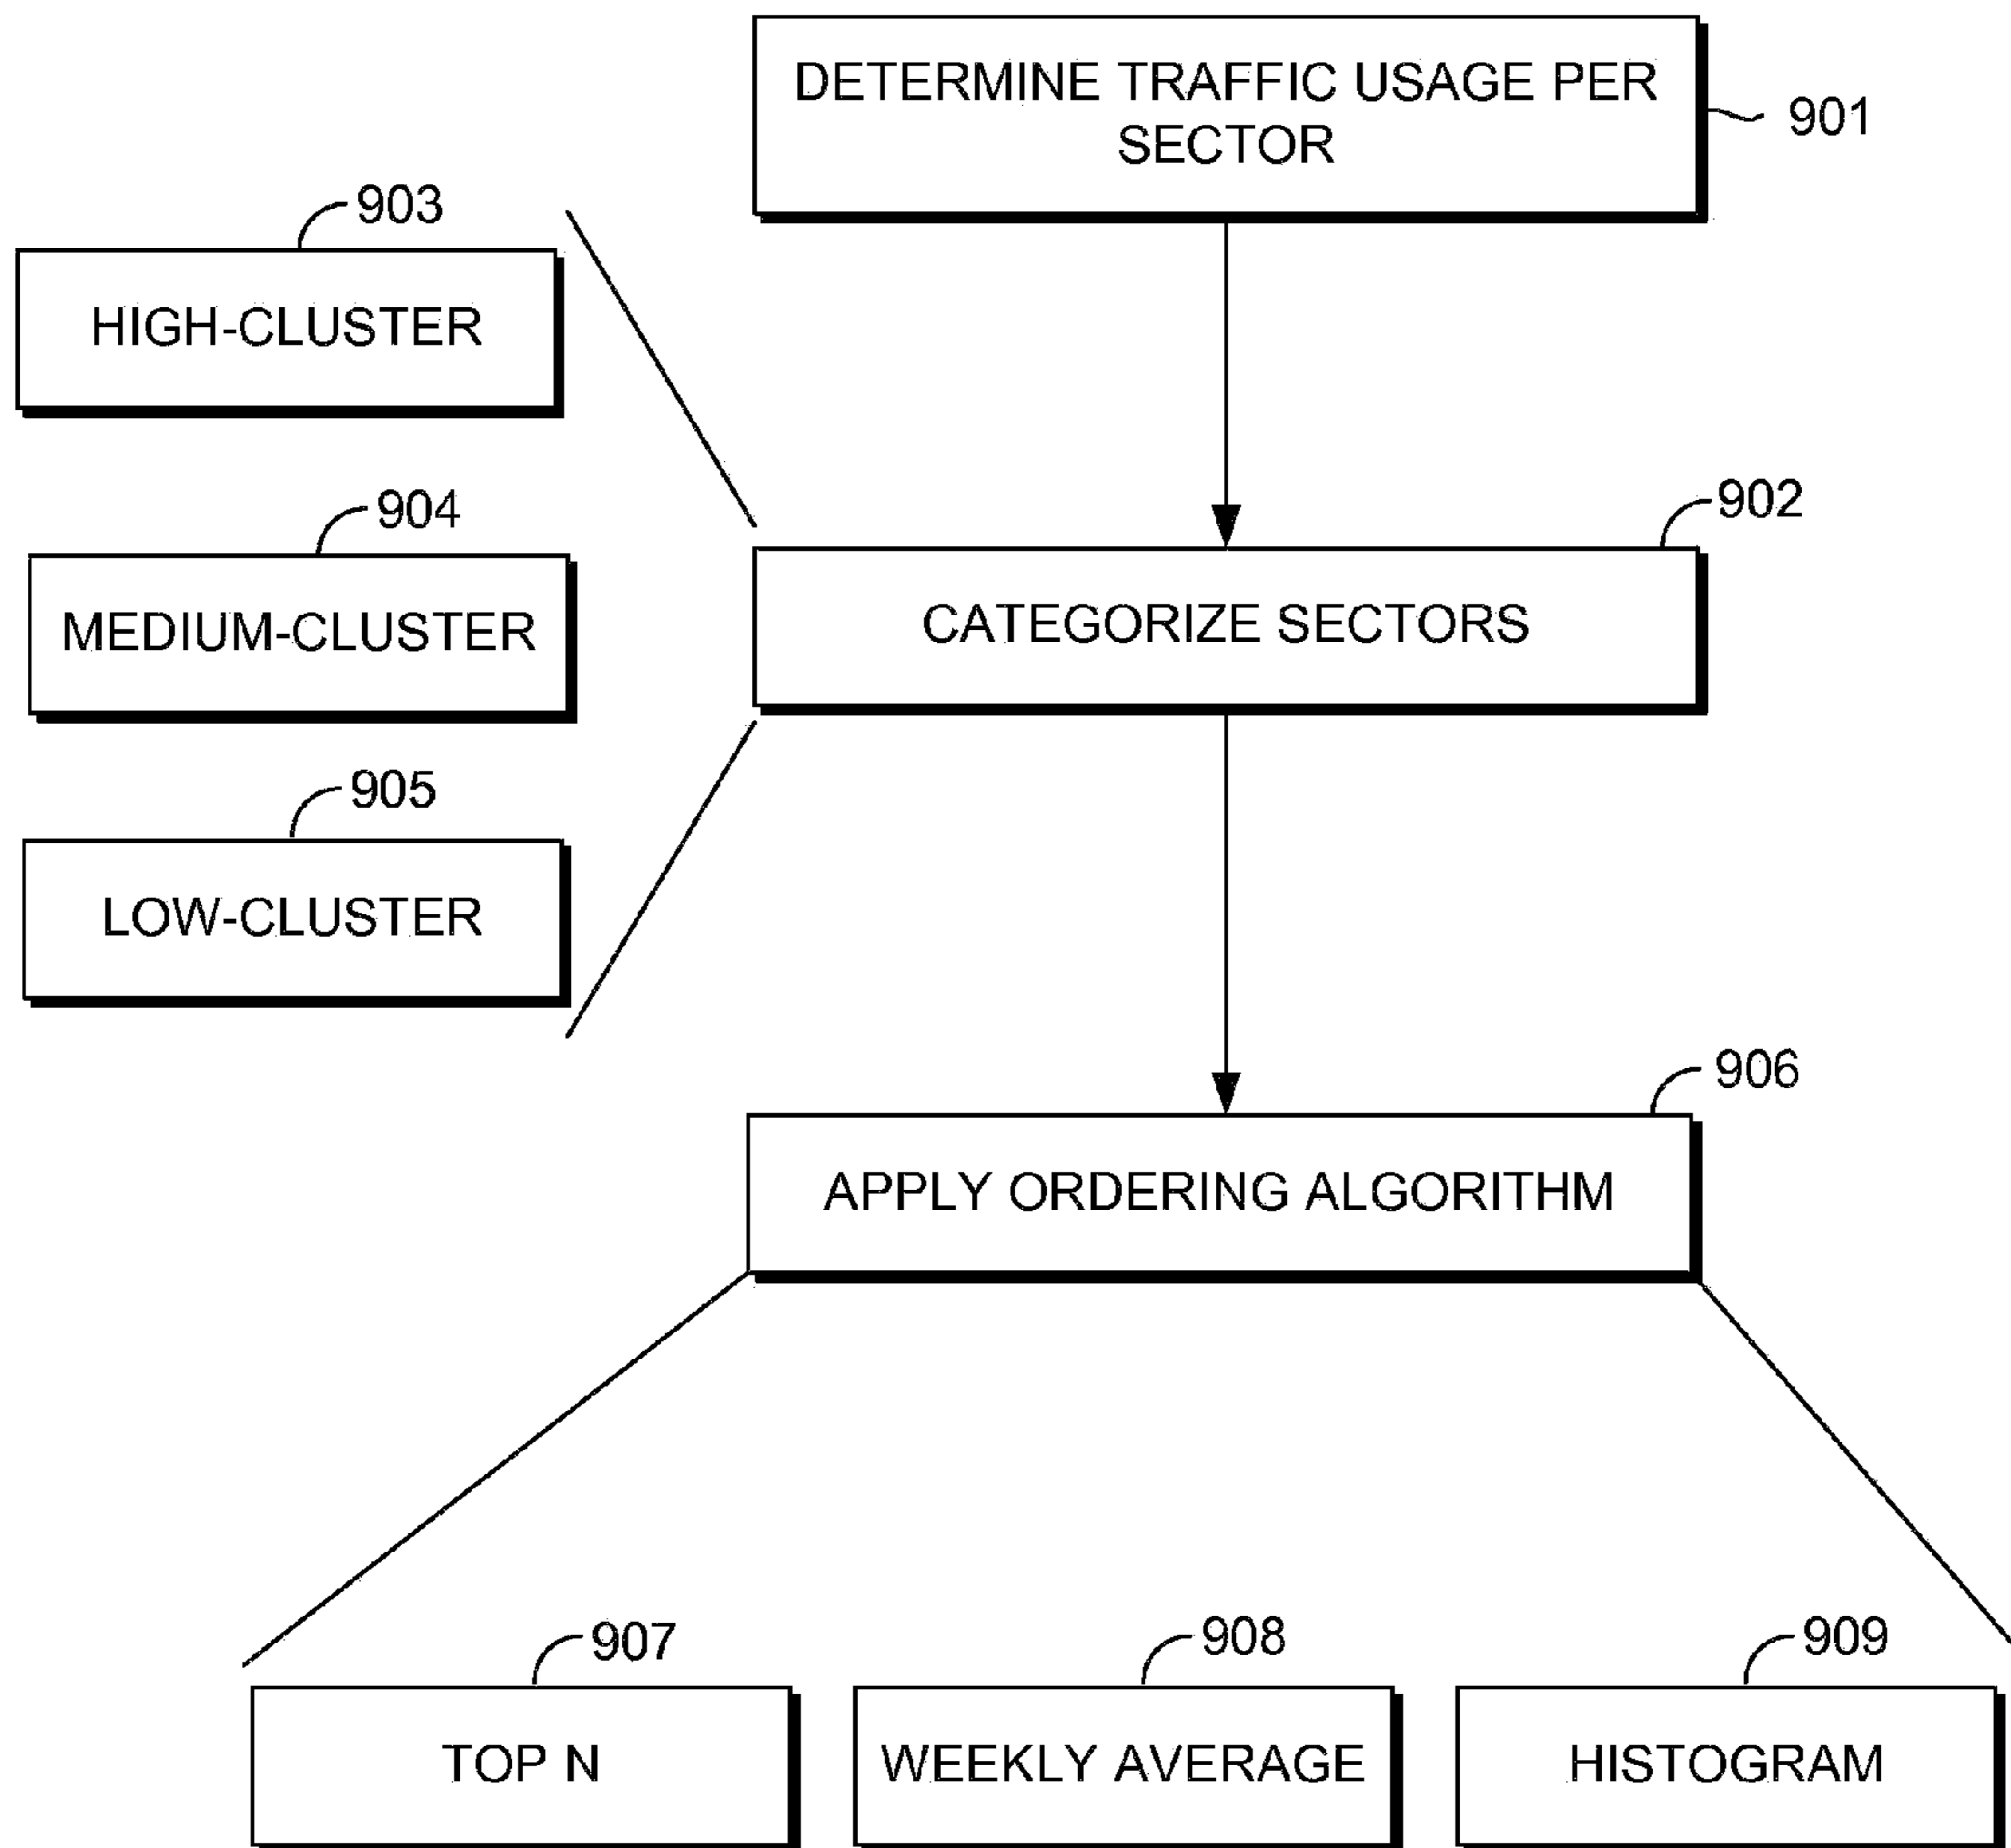 DETERMINE TRAFFIC USAGE PER
SECTOR
901
903
HIGH-CLUSTER
902
904
CATEGORIZE SECTORS
MEDIUM-CLUSTER
905
LOW-CLUSTER
906
APPLY ORDERING ALGORITHM
907
908
909
TOP N
WEEKLY AVERAGE
HISTOGRAM